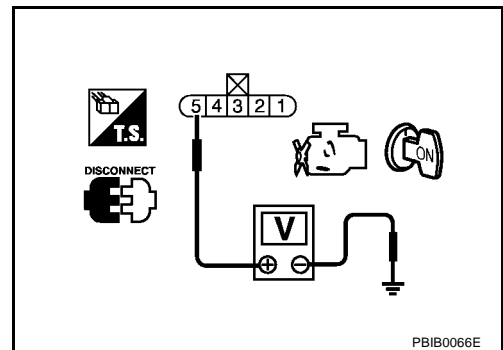 5 4 3 2 1
T.S.
DISCONNECT
ON
V
+ −
PBIB0066E